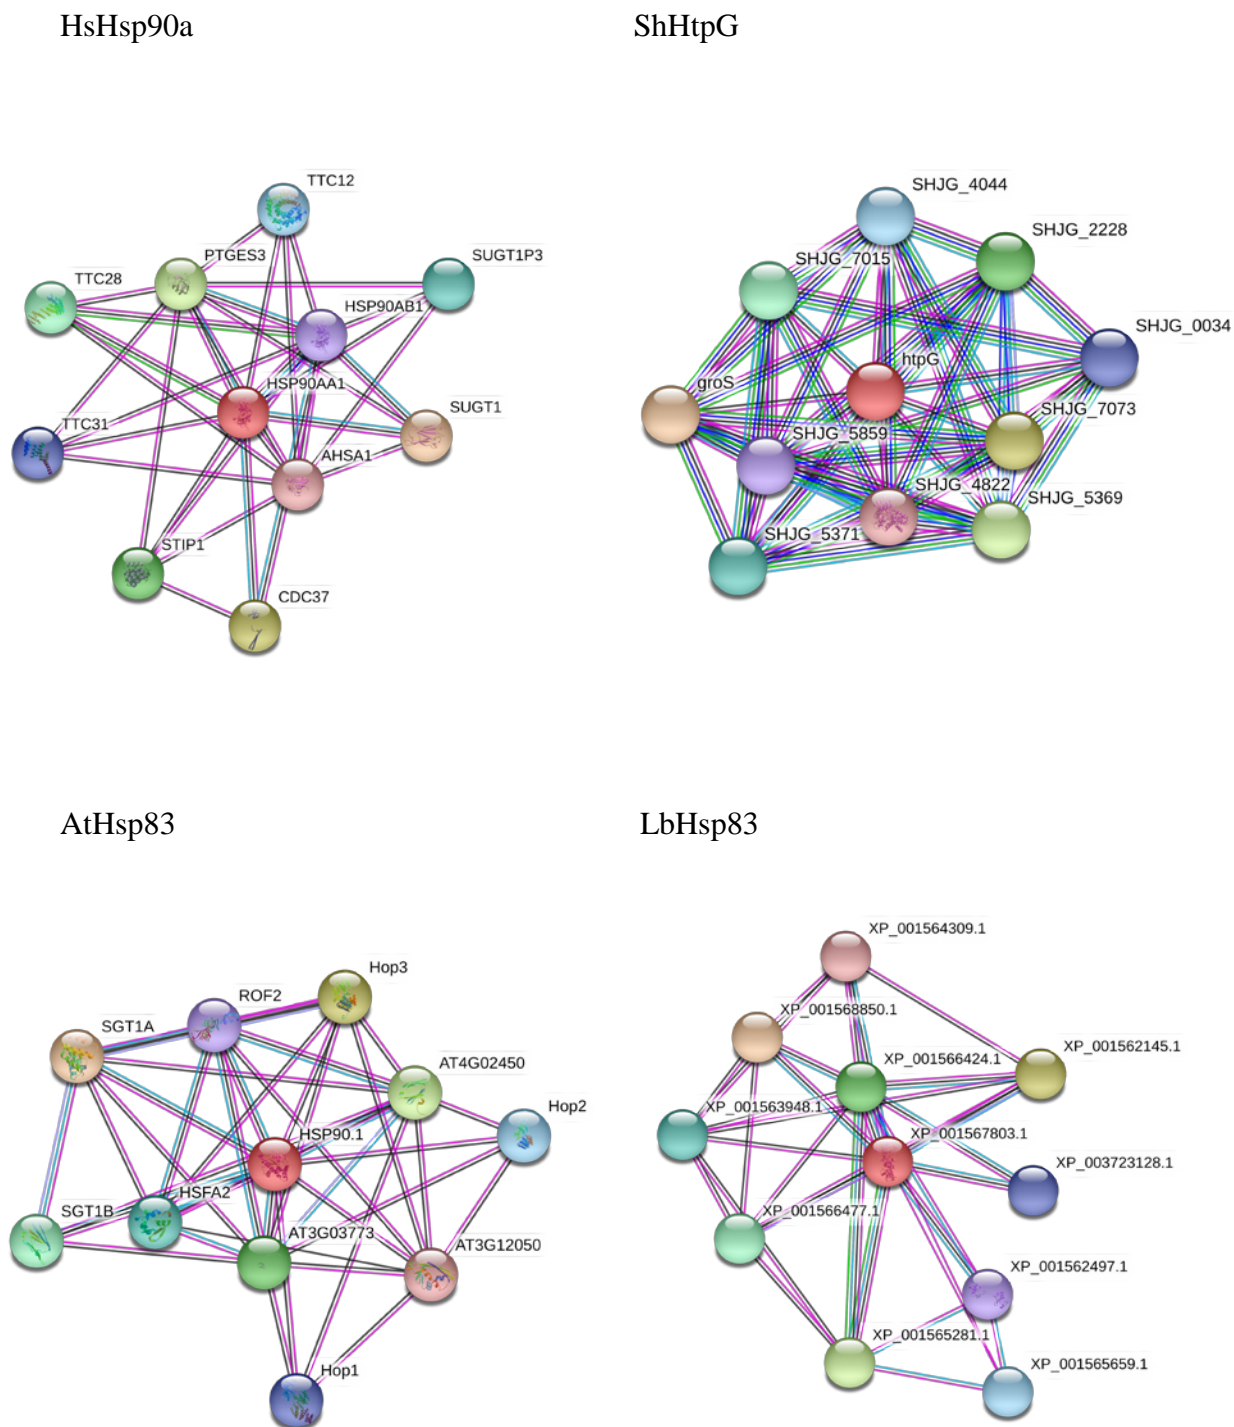 HsHsp90a
ShHtpG
TTC12
PTGES3
SUGT1P3
TTC28
HSP90AB1
HSP90AA1
SUGT1
TTC31
AHSA1
STIP1
CDC37
SHJG_4044
SHJG_2228
SHJG_7015
SHJG_0034
htpG
groS
SHJG_7073
SHJG_5859
SHJG_4822
SHJG_5369
SHJG_5371
AtHsp83
LbHsp83
Hop3
ROF2
SGT1A
AT4G02450
Hop2
HSP90.1
HSFA2
SGT1B
AT3G03773
AT3G12050
Hop1
XP_001564309.1
XP_001568850.1
XP_001562145.1
XP_001566424.1
XP_001563948.1
XP_001567803.1
XP_003723128.1
XP_001566477.1
XP_001562497.1
XP_001565281.1
XP_001565659.1